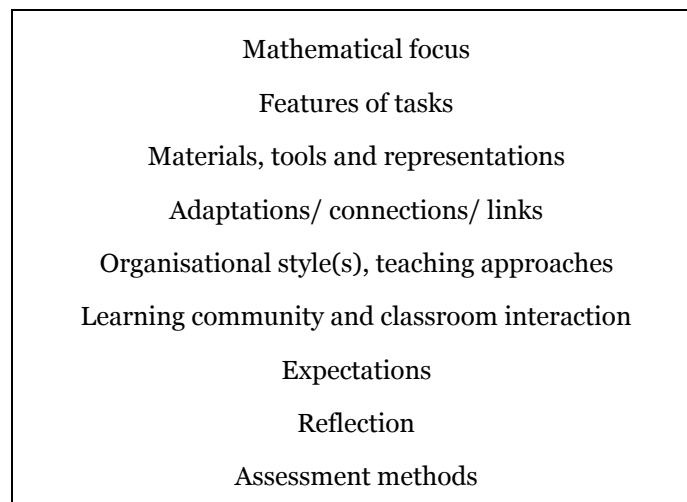 Mathematical focus
Features of tasks
Materials, tools and representations
Adaptations/ connections/ links
Organisational style(s), teaching approaches
Learning community and classroom interaction
Expectations
Reflection
Assessment methods